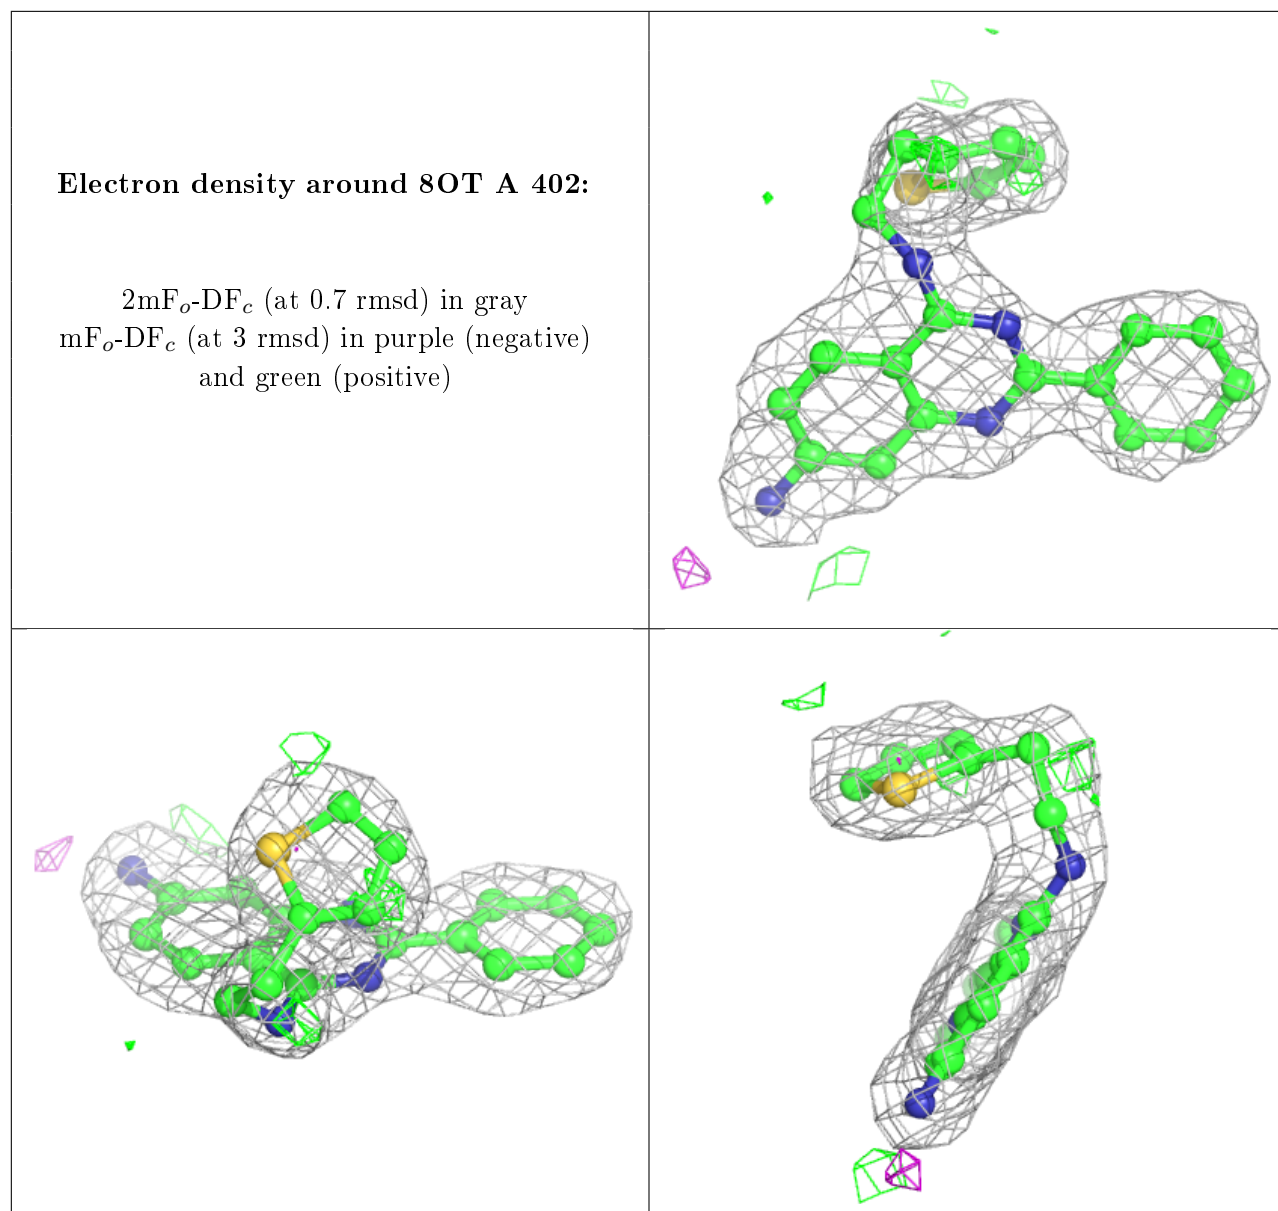 Electron density around 8OT A 402:
2mFo-DFc (at 0.7 rmsd) in gray
mFo-DFc (at 3 rmsd) in purple (negative)
and green (positive)